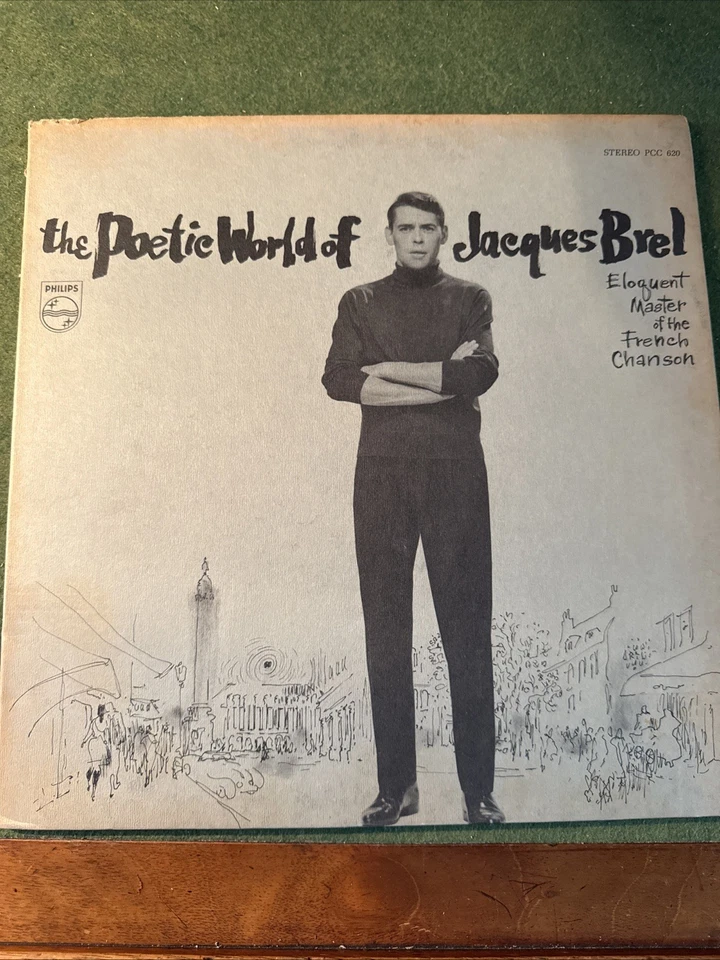 STEREO PCC 620
the Poetic World of Jacques Brel
PHILIPS
Eloquent
Master
of the
French
Chanson